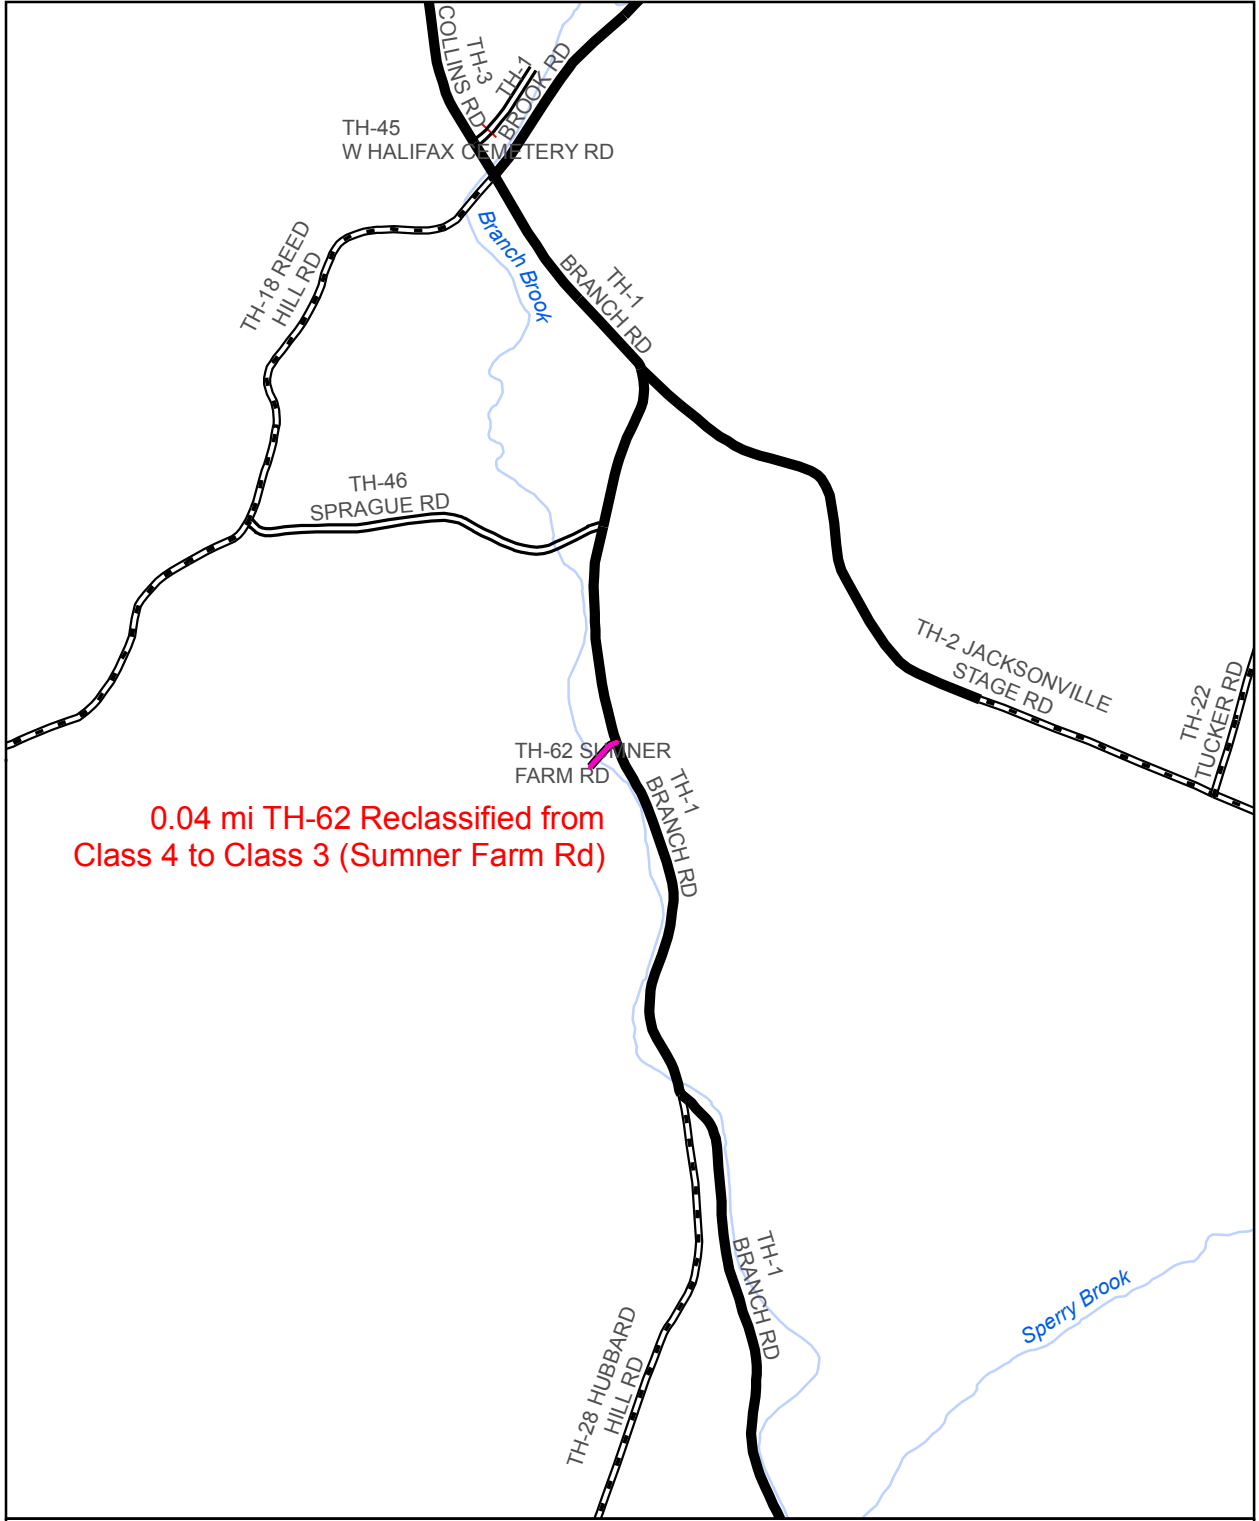 TH-3
COLLINS RD
TH-1
BROOK RD
TH-45
W HALIFAX CEMETERY RD
Branch Brook
TH-18 REED
HILL RD
TH-1
BRANCH RD
TH-46
SPRAGUE RD
TH-2 JACKSONVILLE
STAGE RD
TH-22
TUCKER RD
TH-62 SUMNER
FARM RD
TH-1
BRANCH RD
0.04 mi TH-62 Reclassified from
Class 4 to Class 3 (Sumner Farm Rd)
TH-1
BRANCH RD
Sperry Brook
TH-28 HUBBARD
HILL RD